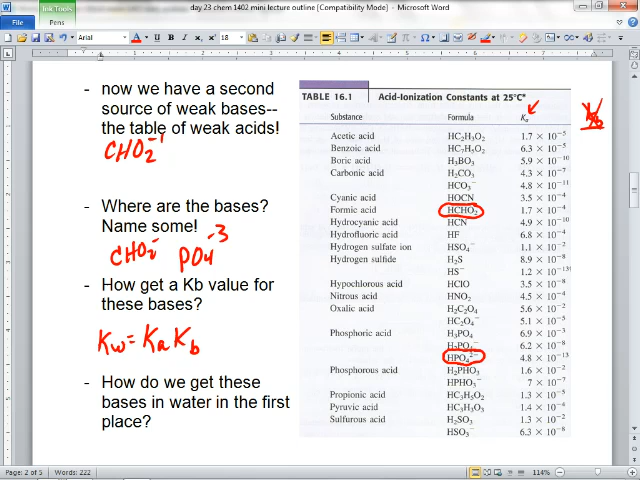 InkTools
day 23 chem 1402 mini lecture outline [Compatibility Mode] - Microsoft Word
File
Pens
Arial
18
- now we have a second
source of weak bases--
the table of weak acids!
CHO₂⁻¹
- Where are the bases?
Name some!
CHO₂⁻ PO₄⁻³
- How get a Kb value for
these bases?
Kw = Ka Kb
- How do we get these
bases in water in the first
place?
TABLE 16.1 Acid-Ionization Constants at 25°C*
Substance Formula Ka
Acetic acid HC₂H₃O₂ 1.7 × 10⁻⁵
Benzoic acid HC₇H₅O₂ 6.3 × 10⁻⁵
Boric acid H₃BO₃ 5.9 × 10⁻¹⁰
Carbonic acid H₂CO₃ 4.3 × 10⁻⁷
HCO₃⁻ 4.8 × 10⁻¹¹
Cyanic acid HOCN 3.5 × 10⁻⁴
Formic acid HCHO₂ 1.7 × 10⁻⁴
Hydrocyanic acid HCN 4.9 × 10⁻¹⁰
Hydrofluoric acid HF 6.8 × 10⁻⁴
Hydrogen sulfate ion HSO₄⁻ 1.1 × 10⁻²
Hydrogen sulfide H₂S 8.9 × 10⁻⁸
HS⁻ 1.2 × 10⁻¹³†
Hypochlorous acid HClO 3.5 × 10⁻⁸
Nitrous acid HNO₂ 4.5 × 10⁻⁴
Oxalic acid H₂C₂O₄ 5.6 × 10⁻²
HC₂O₄⁻ 5.1 × 10⁻⁵
Phosphoric acid H₃PO₄ 6.9 × 10⁻³
H₂PO₄⁻ 6.2 × 10⁻⁸
HPO₄²⁻ 4.8 × 10⁻¹³
Phosphorous acid H₂PHO₃ 1.6 × 10⁻²
HPHO₃⁻ 7 × 10⁻⁷
Propionic acid HC₃H₅O₂ 1.3 × 10⁻⁵
Pyruvic acid HC₃H₃O₃ 1.4 × 10⁻⁴
Sulfurous acid H₂SO₃ 1.3 × 10⁻²
HSO₃⁻ 6.3 × 10⁻⁸
Page: 2 of 5 Words: 222 114%